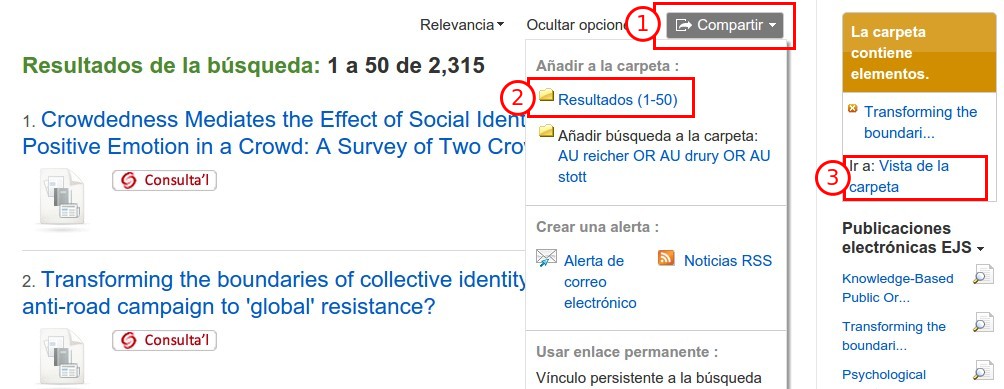 Relevancia
Ocultar opcione
1
Compartir
Resultados de la búsqueda: 1 a 50 de 2,315
1. Crowdedness Mediates the Effect of Social Ident
Positive Emotion in a Crowd: A Survey of Two Crow
Consulta'l
2. Transforming the boundaries of collective identity
anti-road campaign to 'global' resistance?
Consulta'l
Añadir a la carpeta :
2
Resultados (1-50)
Añadir búsqueda a la carpeta:
AU reicher OR AU drury OR AU
stott
Crear una alerta :
Alerta de
correo
electrónico
Noticias RSS
Usar enlace permanente :
Vínculo persistente a la búsqueda
La carpeta
contiene
elementos.
Transforming the
boundari...
3
Ir a: Vista de la
carpeta
Publicaciones
electrónicas EJS
Knowledge-Based
Public Or...
Transforming the
boundari...
Psychological